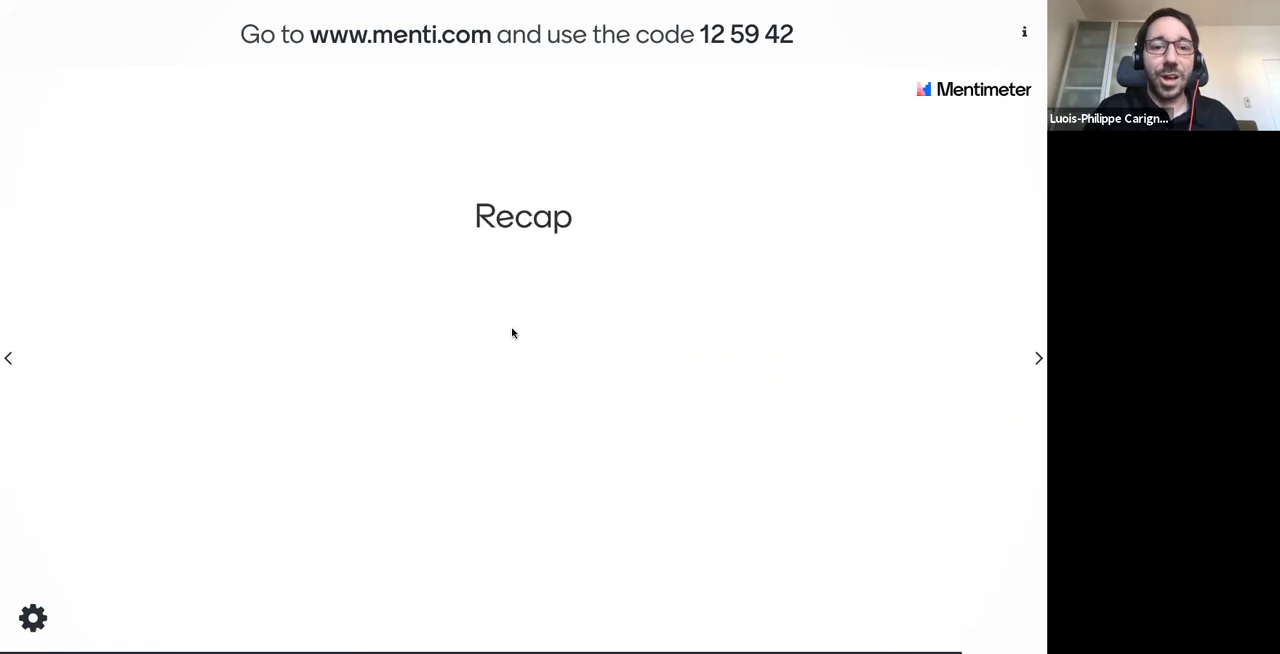 Go to www.menti.com and use the code 12 59 42
Mentimeter
Luois-Philippe Carign...
Recap